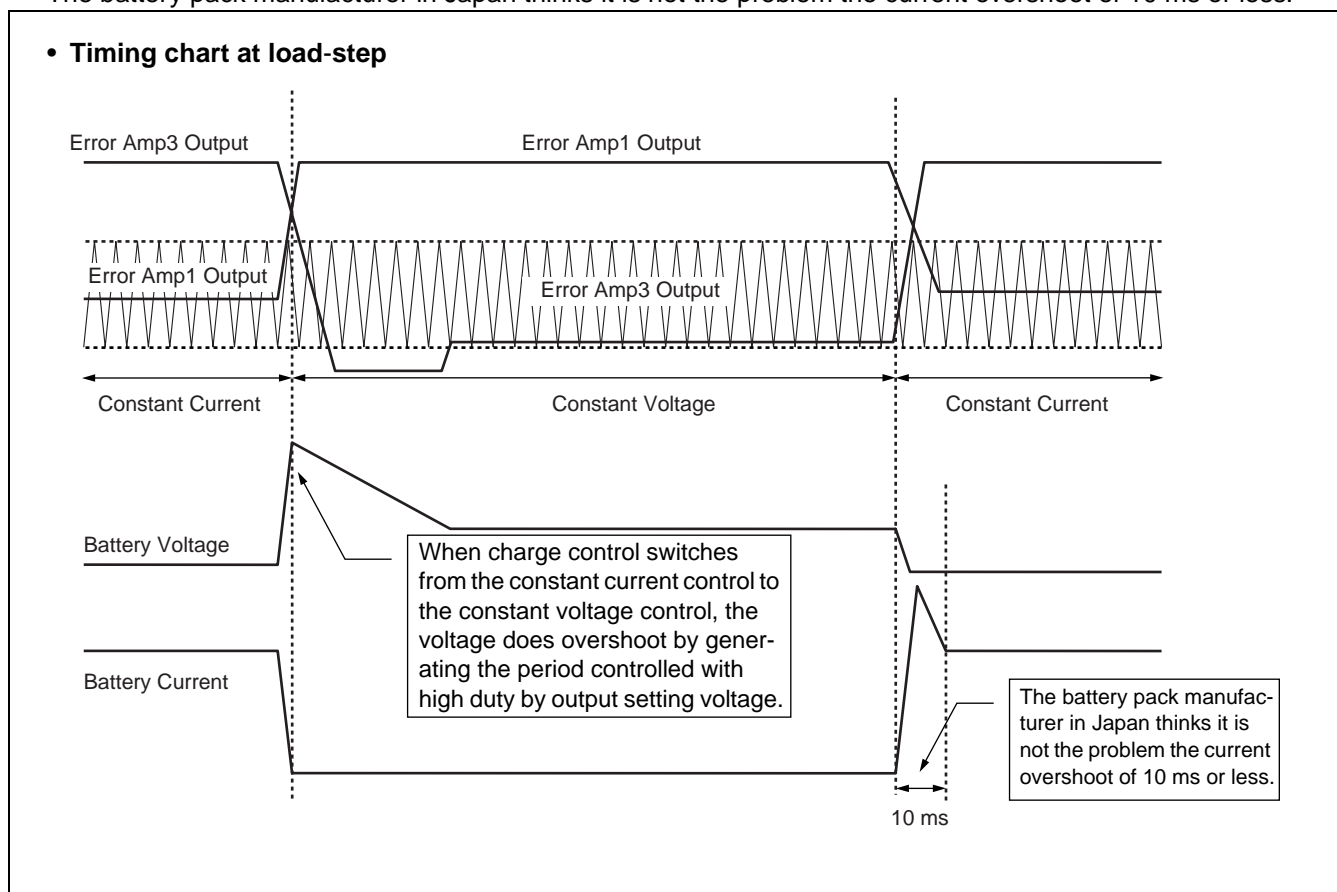 The battery pack manufacturer in Japan thinks it is not the problem the current overshoot of 10 ms or less.
• Timing chart at load-step
Error Amp3 Output
Error Amp1 Output
Error Amp1 Output
Error Amp3 Output
Constant Current
Constant Voltage
Constant Current
Battery Voltage
When charge control switches
from the constant current control to
the constant voltage control, the
voltage does overshoot by gener-
ating the period controlled with
high duty by output setting voltage.
Battery Current
The battery pack manufac-
turer in Japan thinks it is
not the problem the current
overshoot of 10 ms or less.
10 ms